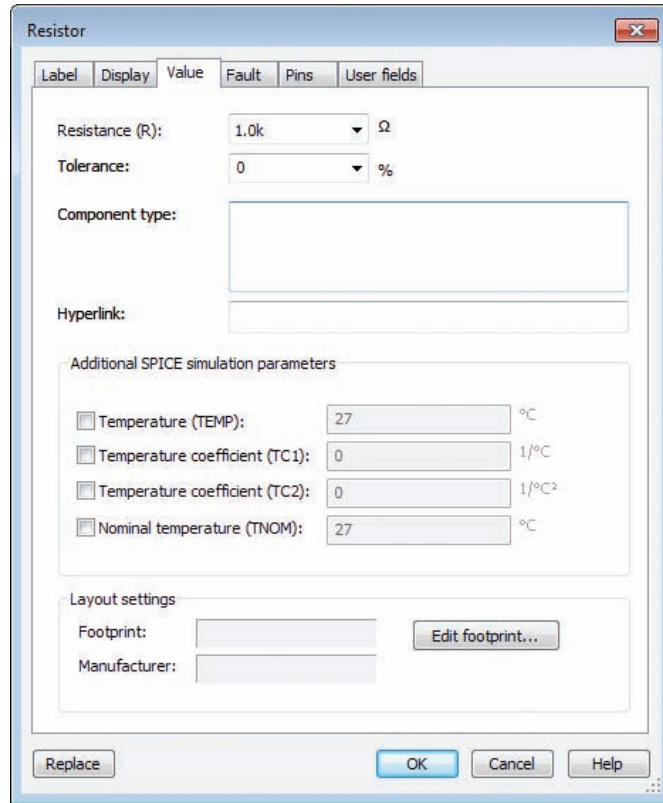 Resistor
Label Display Value Fault Pins User fields
Resistance (R): 1.0k Ω
Tolerance: 0 %
Component type:
Hyperlink:
Additional SPICE simulation parameters
Temperature (TEMP): 27 °C
Temperature coefficient (TC1): 0 1/°C
Temperature coefficient (TC2): 0 1/°C²
Nominal temperature (TNOM): 27 °C
Layout settings
Footprint: Edit footprint...
Manufacturer:
Replace OK Cancel Help